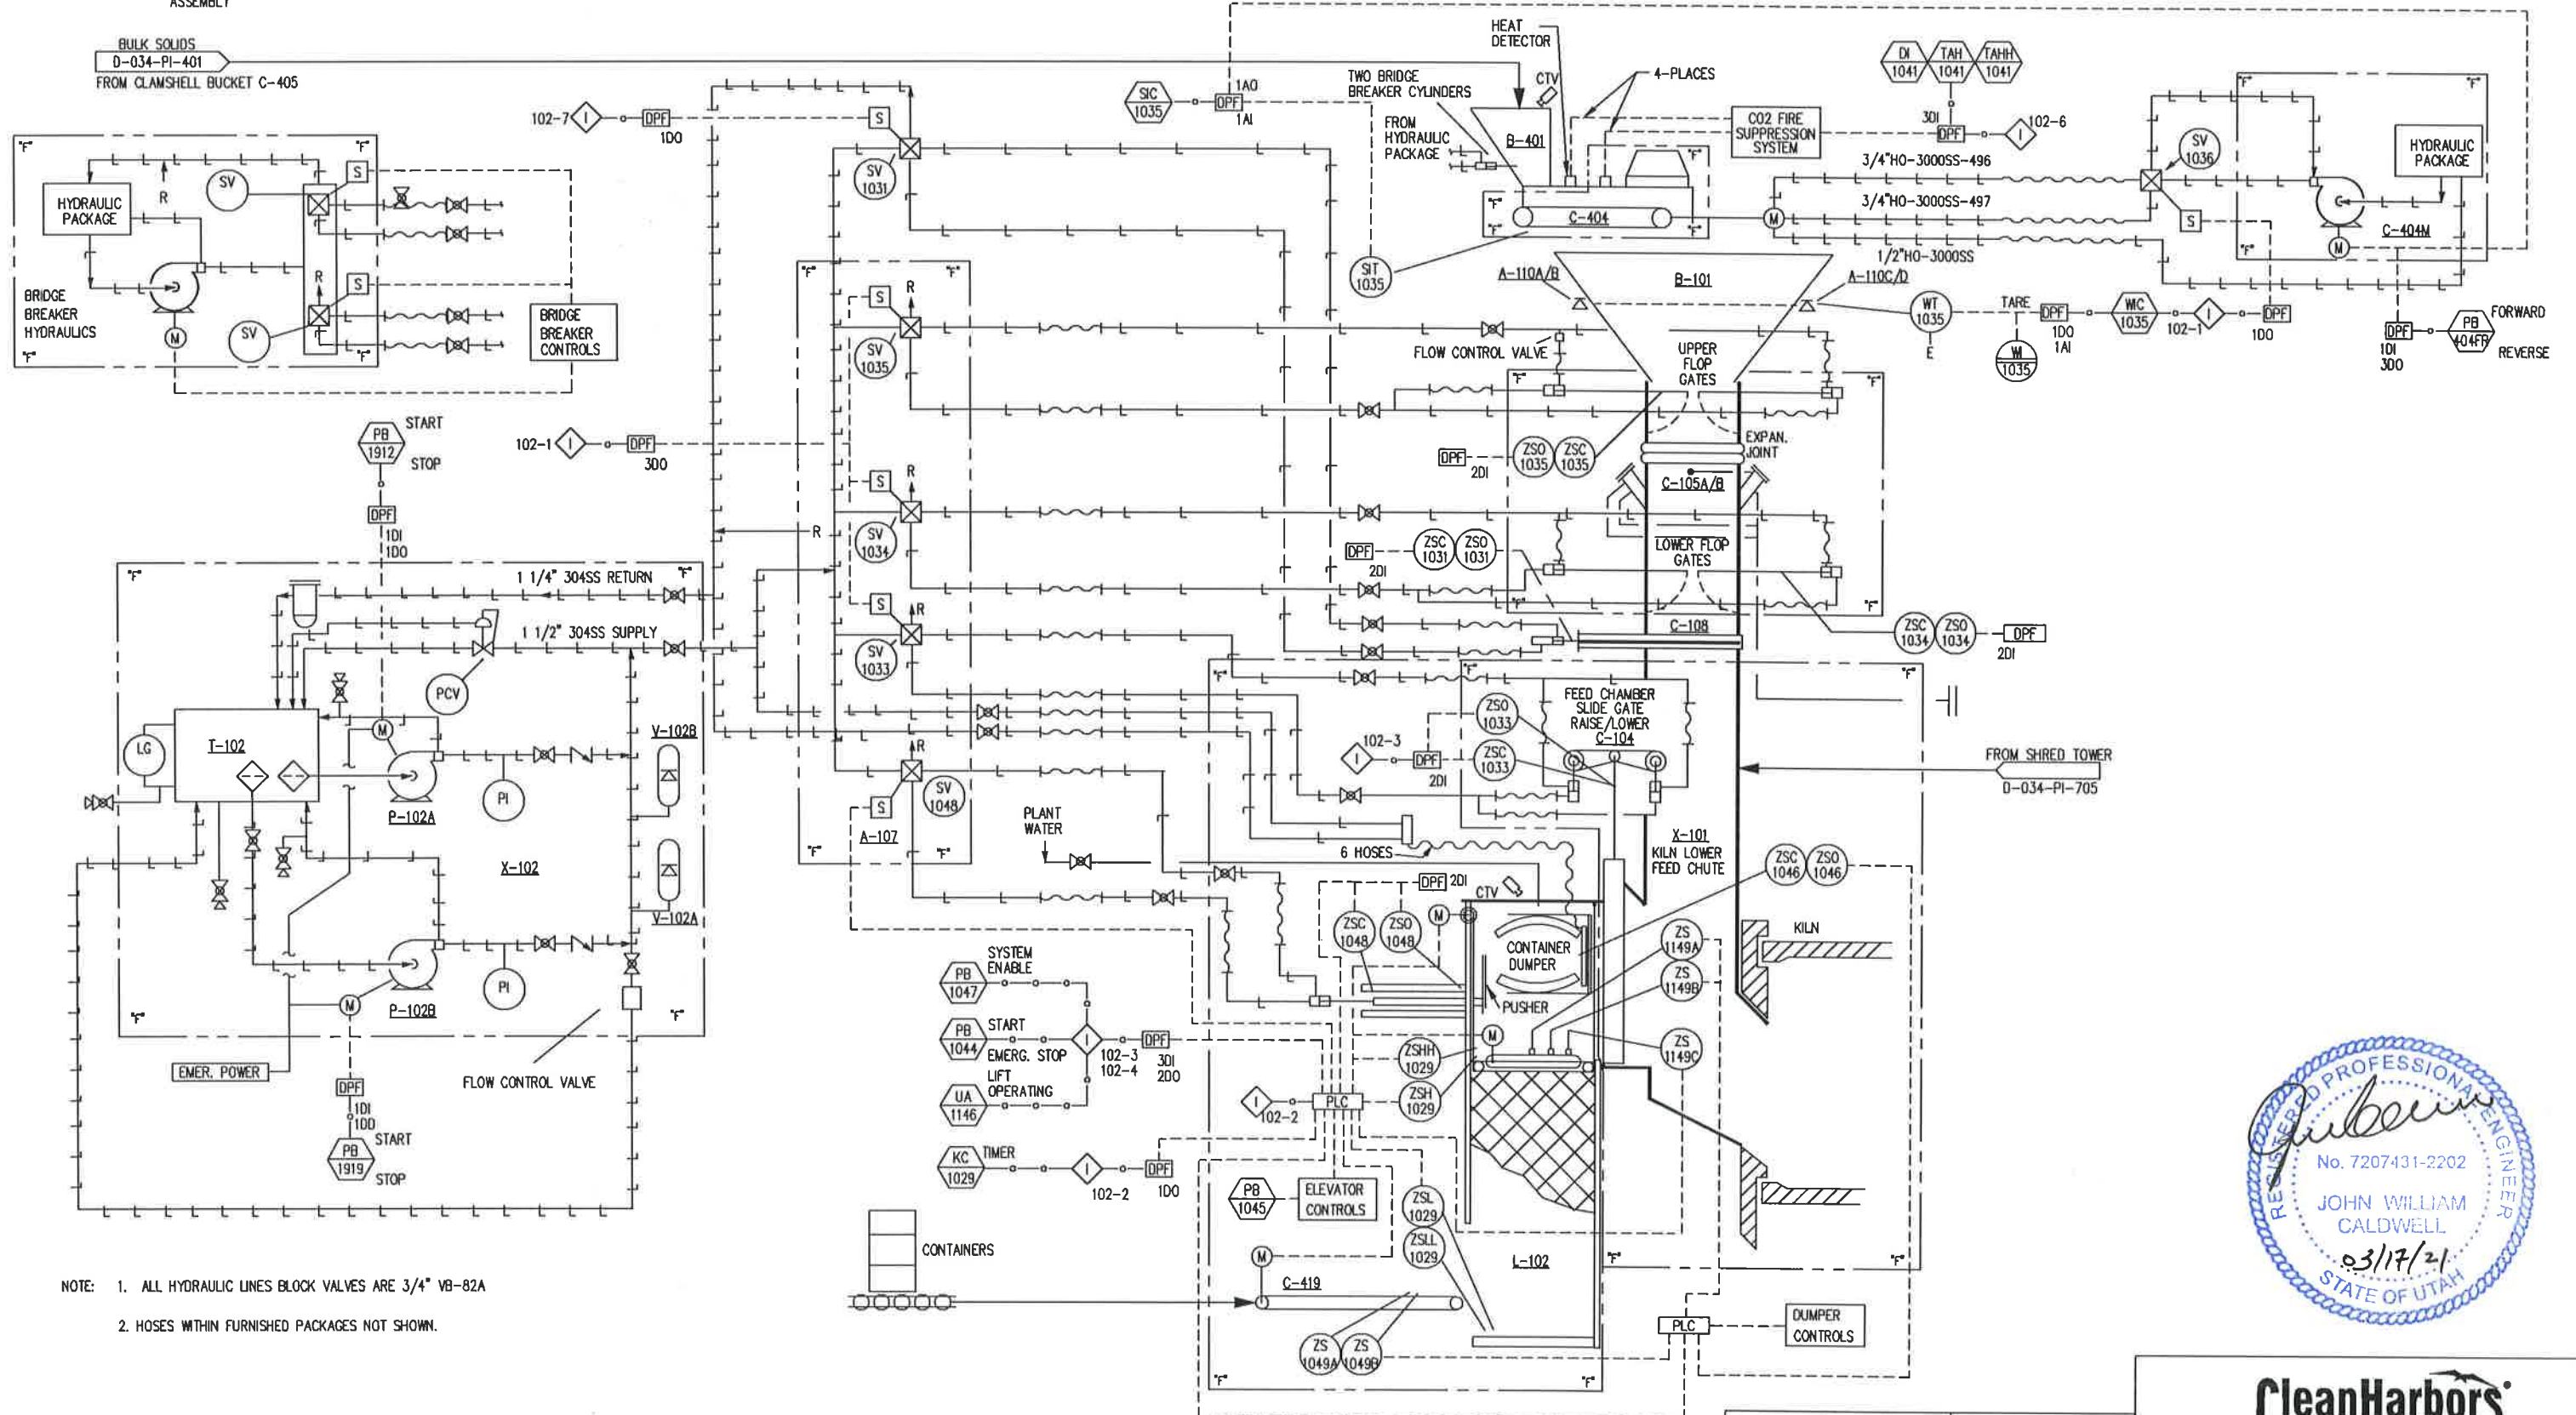 ASSEMBLY
BULK SOLIDS
D-034-PI-401
FROM CLAMSHELL BUCKET C-405
"F"
"F"
HYDRAULIC
PACKAGE
R
SV
S
R
S
SV
M
BRIDGE
BREAKER
HYDRAULICS
"F"
"F"
BRIDGE
BREAKER
CONTROLS
102-7
I
DPF
1DO
S
SV
1031
SIC
1035
1AO
DPF
1AI
HEAT
DETECTOR
TWO BRIDGE
BREAKER CYLINDERS
CTV
4-PLACES
FROM
HYDRAULIC
PACKAGE
B-401
CO2 FIRE
SUPPRESSION
SYSTEM
"F"
"F"
"F"
C-404
SIT
1035
DI
1041
TAH
1041
TAHH
1041
3DI
DPF
I
102-6
3/4"HO-3000SS-496
3/4"HO-3000SS-497
1/2"HO-3000SS
M
SV
1036
S
"F"
"F"
HYDRAULIC
PACKAGE
C-404M
M
"F"
A-110A/B
B-101
A-110C/D
WT
1035
E
TARE
WI
1035
DPF
1DO
1AI
WIC
1035
102-1
I
DPF
1DO
DPF
1DI
3DO
PB
404FR
FORWARD
REVERSE
"F"
"F"
S
R
SV
1035
FLOW CONTROL VALVE
UPPER
FLOP
GATES
"F"
"F"
102-1
I
DPF
3DO
DPF
2DI
ZSO
1035
ZSC
1035
EXPAN.
JOINT
C-105A/B
S
R
SV
1034
R
DPF
2DI
ZSC
1031
ZSO
1031
LOWER FLOP
GATES
"F"
"F"
S
R
SV
1033
C-108
ZSC
1034
ZSO
1034
DPF
2DI
PB
1912
START
STOP
DPF
1DI
1DO
"F"
"F"
1 1/4" 304SS RETURN
1 1/2" 304SS SUPPLY
PCV
LG
T-102
M
P-102A
PI
V-102B
X-102
V-102A
P-102B
PI
M
"F"
"F"
EMER. POWER
DPF
1DI
1DO
PB
1919
START
STOP
FLOW CONTROL VALVE
R
S
SV
1048
"F"
A-107
"F"
PLANT
WATER
6 HOSES
"F"
"F"
"F"
FEED CHAMBER
SLIDE GATE
RAISE/LOWER
C-104
ZSO
1033
ZSC
1033
102-3
I
DPF
2DI
FROM SHRED TOWER
D-034-PI-705
X-101
KILN LOWER
FEED CHUTE
ZSC
1046
ZSO
1046
DPF
2DI
CTV
M
ZSC
1048
ZSO
1048
CONTAINER
DUMPER
PUSHER
ZS
1149A
ZS
1149B
ZS
1149C
KILN
M
ZSHH
1029
ZSH
1029
SYSTEM
ENABLE
PB
1047
PB
1044
START
EMERG. STOP
LIFT
OPERATING
UA
1146
I
102-3
102-4
DPF
3DI
2DO
I
102-2
PLC
KC
1029
TIMER
I
102-2
DPF
1DO
PB
1045
ELEVATOR
CONTROLS
ZSL
1029
ZSLL
1029
M
C-419
L-102
"F"
"F"
ZS
1049A
ZS
1049B
"F"
"F"
PLC
DUMPER
CONTROLS
CONTAINERS
NOTE: 1. ALL HYDRAULIC LINES BLOCK VALVES ARE 3/4" VB-82A
2. HOSES WITHIN FURNISHED PACKAGES NOT SHOWN.
REGISTERED PROFESSIONAL ENGINEER
No. 7207431-2202
JOHN WILLIAM
CALDWELL
03/17/21
STATE OF UTAH
CleanHarbors